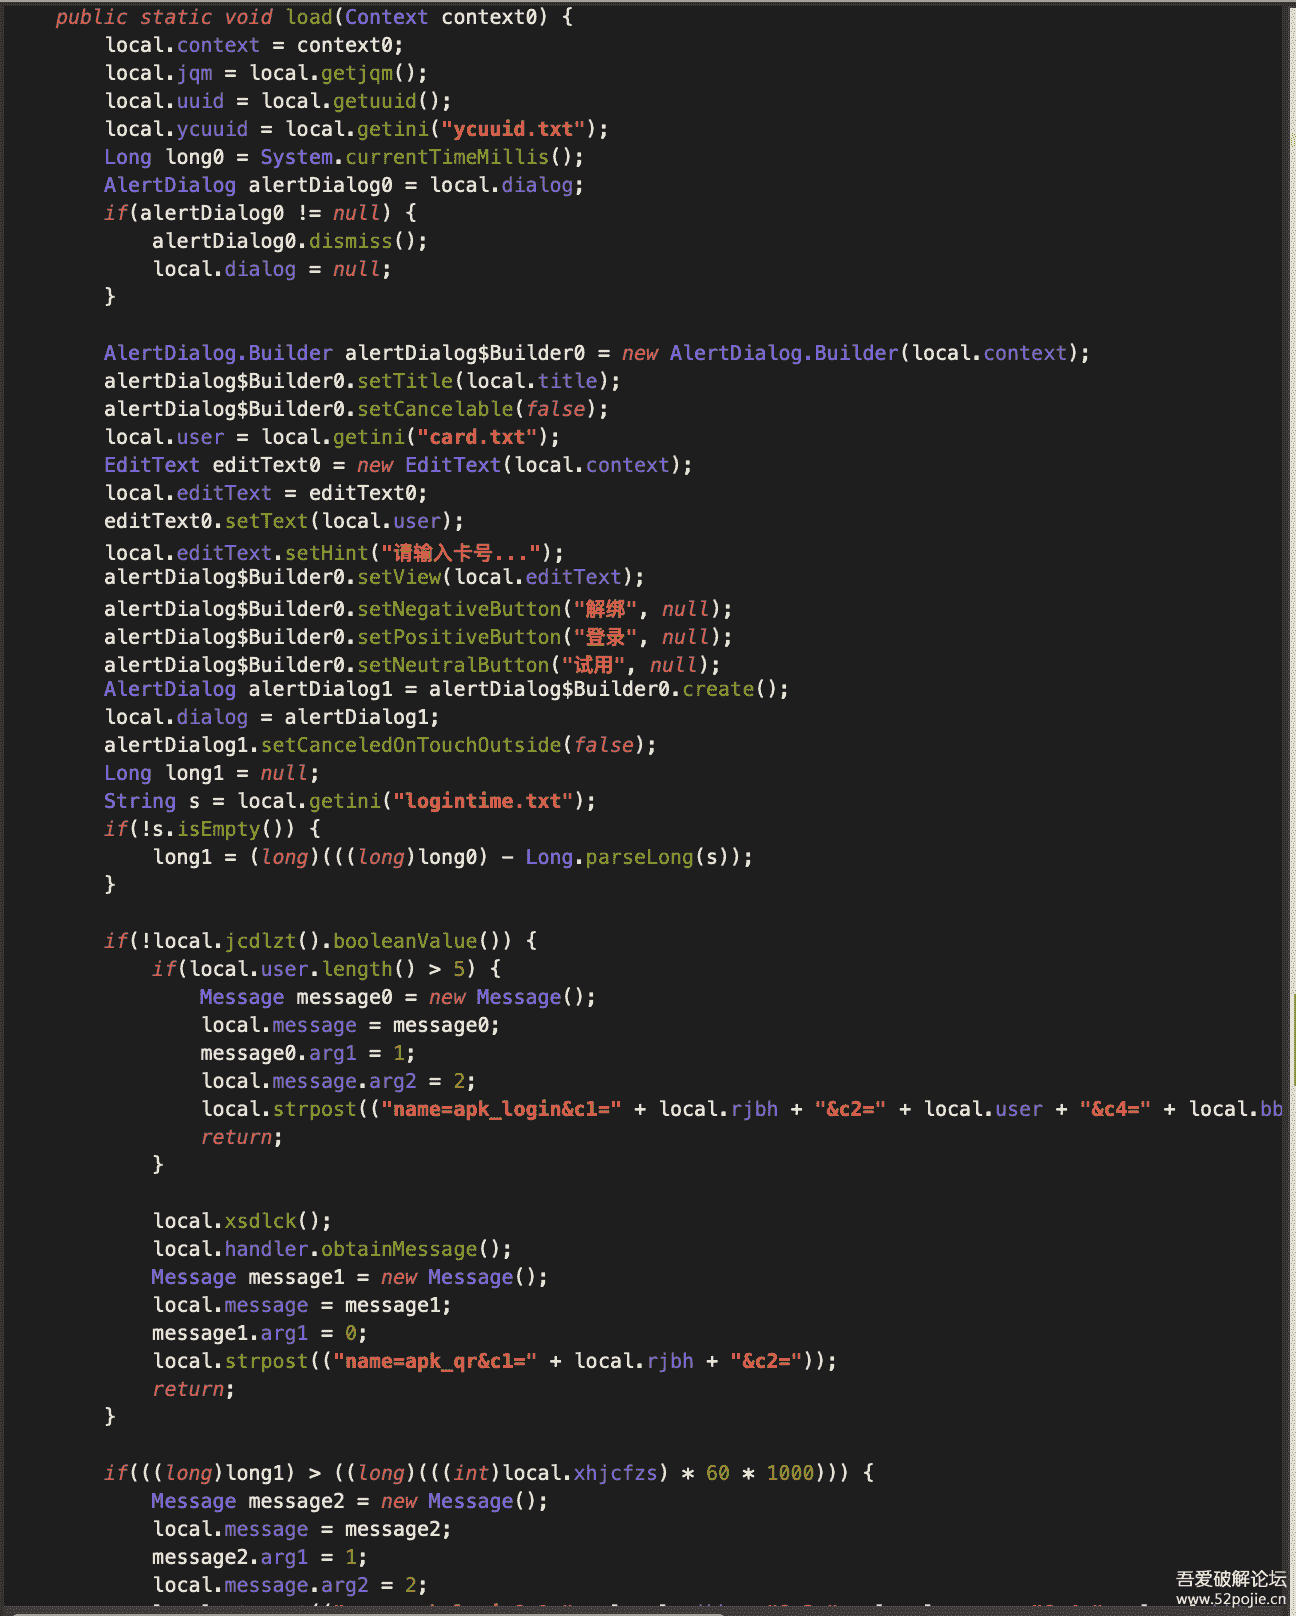 public static void load(Context context0) {
local.context = context0;
local.jqm = local.getjqm();
local.uuid = local.getuuid();
local.ycuuid = local.getini("ycuuid.txt");
Long long0 = System.currentTimeMillis();
AlertDialog alertDialog0 = local.dialog;
if(alertDialog0 != null) {
alertDialog0.dismiss();
local.dialog = null;
}
AlertDialog.Builder alertDialog$Builder0 = new AlertDialog.Builder(local.context);
alertDialog$Builder0.setTitle(local.title);
alertDialog$Builder0.setCancelable(false);
local.user = local.getini("card.txt");
EditText editText0 = new EditText(local.context);
local.editText = editText0;
editText0.setText(local.user);
local.editText.setHint("请输入卡号...");
alertDialog$Builder0.setView(local.editText);
alertDialog$Builder0.setNegativeButton("解绑", null);
alertDialog$Builder0.setPositiveButton("登录", null);
alertDialog$Builder0.setNeutralButton("试用", null);
AlertDialog alertDialog1 = alertDialog$Builder0.create();
local.dialog = alertDialog1;
alertDialog1.setCanceledOnTouchOutside(false);
Long long1 = null;
String s = local.getini("logintime.txt");
if(!s.isEmpty()) {
long1 = (long)(((long)long0) - Long.parseLong(s));
}
if(!local.jcdlzt().booleanValue()) {
if(local.user.length() > 5) {
Message message0 = new Message();
local.message = message0;
message0.arg1 = 1;
local.message.arg2 = 2;
local.strpost(("name=apk_login&c1=" + local.rjbh + "&c2=" + local.user + "&c4=" + local.bb
return;
}
local.xsdlck();
local.handler.obtainMessage();
Message message1 = new Message();
local.message = message1;
message1.arg1 = 0;
local.strpost(("name=apk_qr&c1=" + local.rjbh + "&c2="));
return;
}
if(((long)long1) > ((long)(((int)local.xhjcfzs) * 60 * 1000))) {
Message message2 = new Message();
local.message = message2;
message2.arg1 = 1;
local.message.arg2 = 2;
吾爱破解论坛
www.52pojie.cn